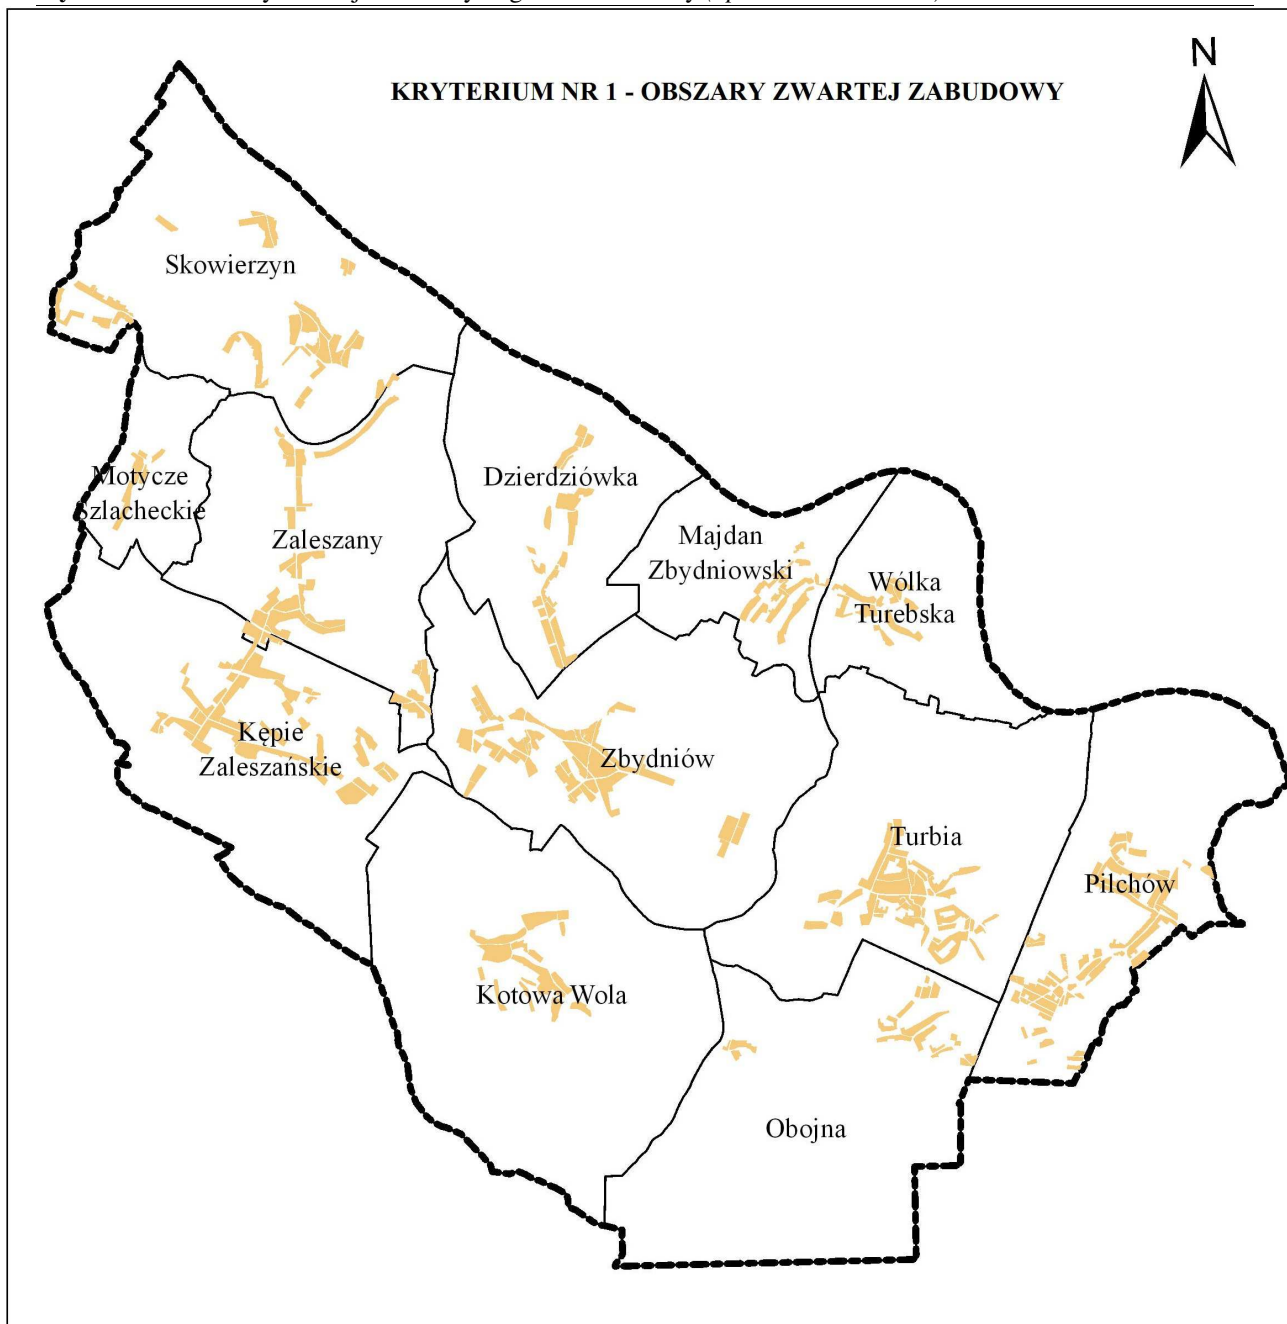 N
KRYTERIUM NR 1 - OBSZARY ZWARTEJ ZABUDOWY
Skowierzyn
Motycze
Szlacheckie
Dzierdziówka
Zaleszany
Majdan
Zbydniowski
Wólka
Turebska
Kępie
Zaleszańskie
Zbydniów
Turbia
Pilchów
Kotowa Wola
Obojna